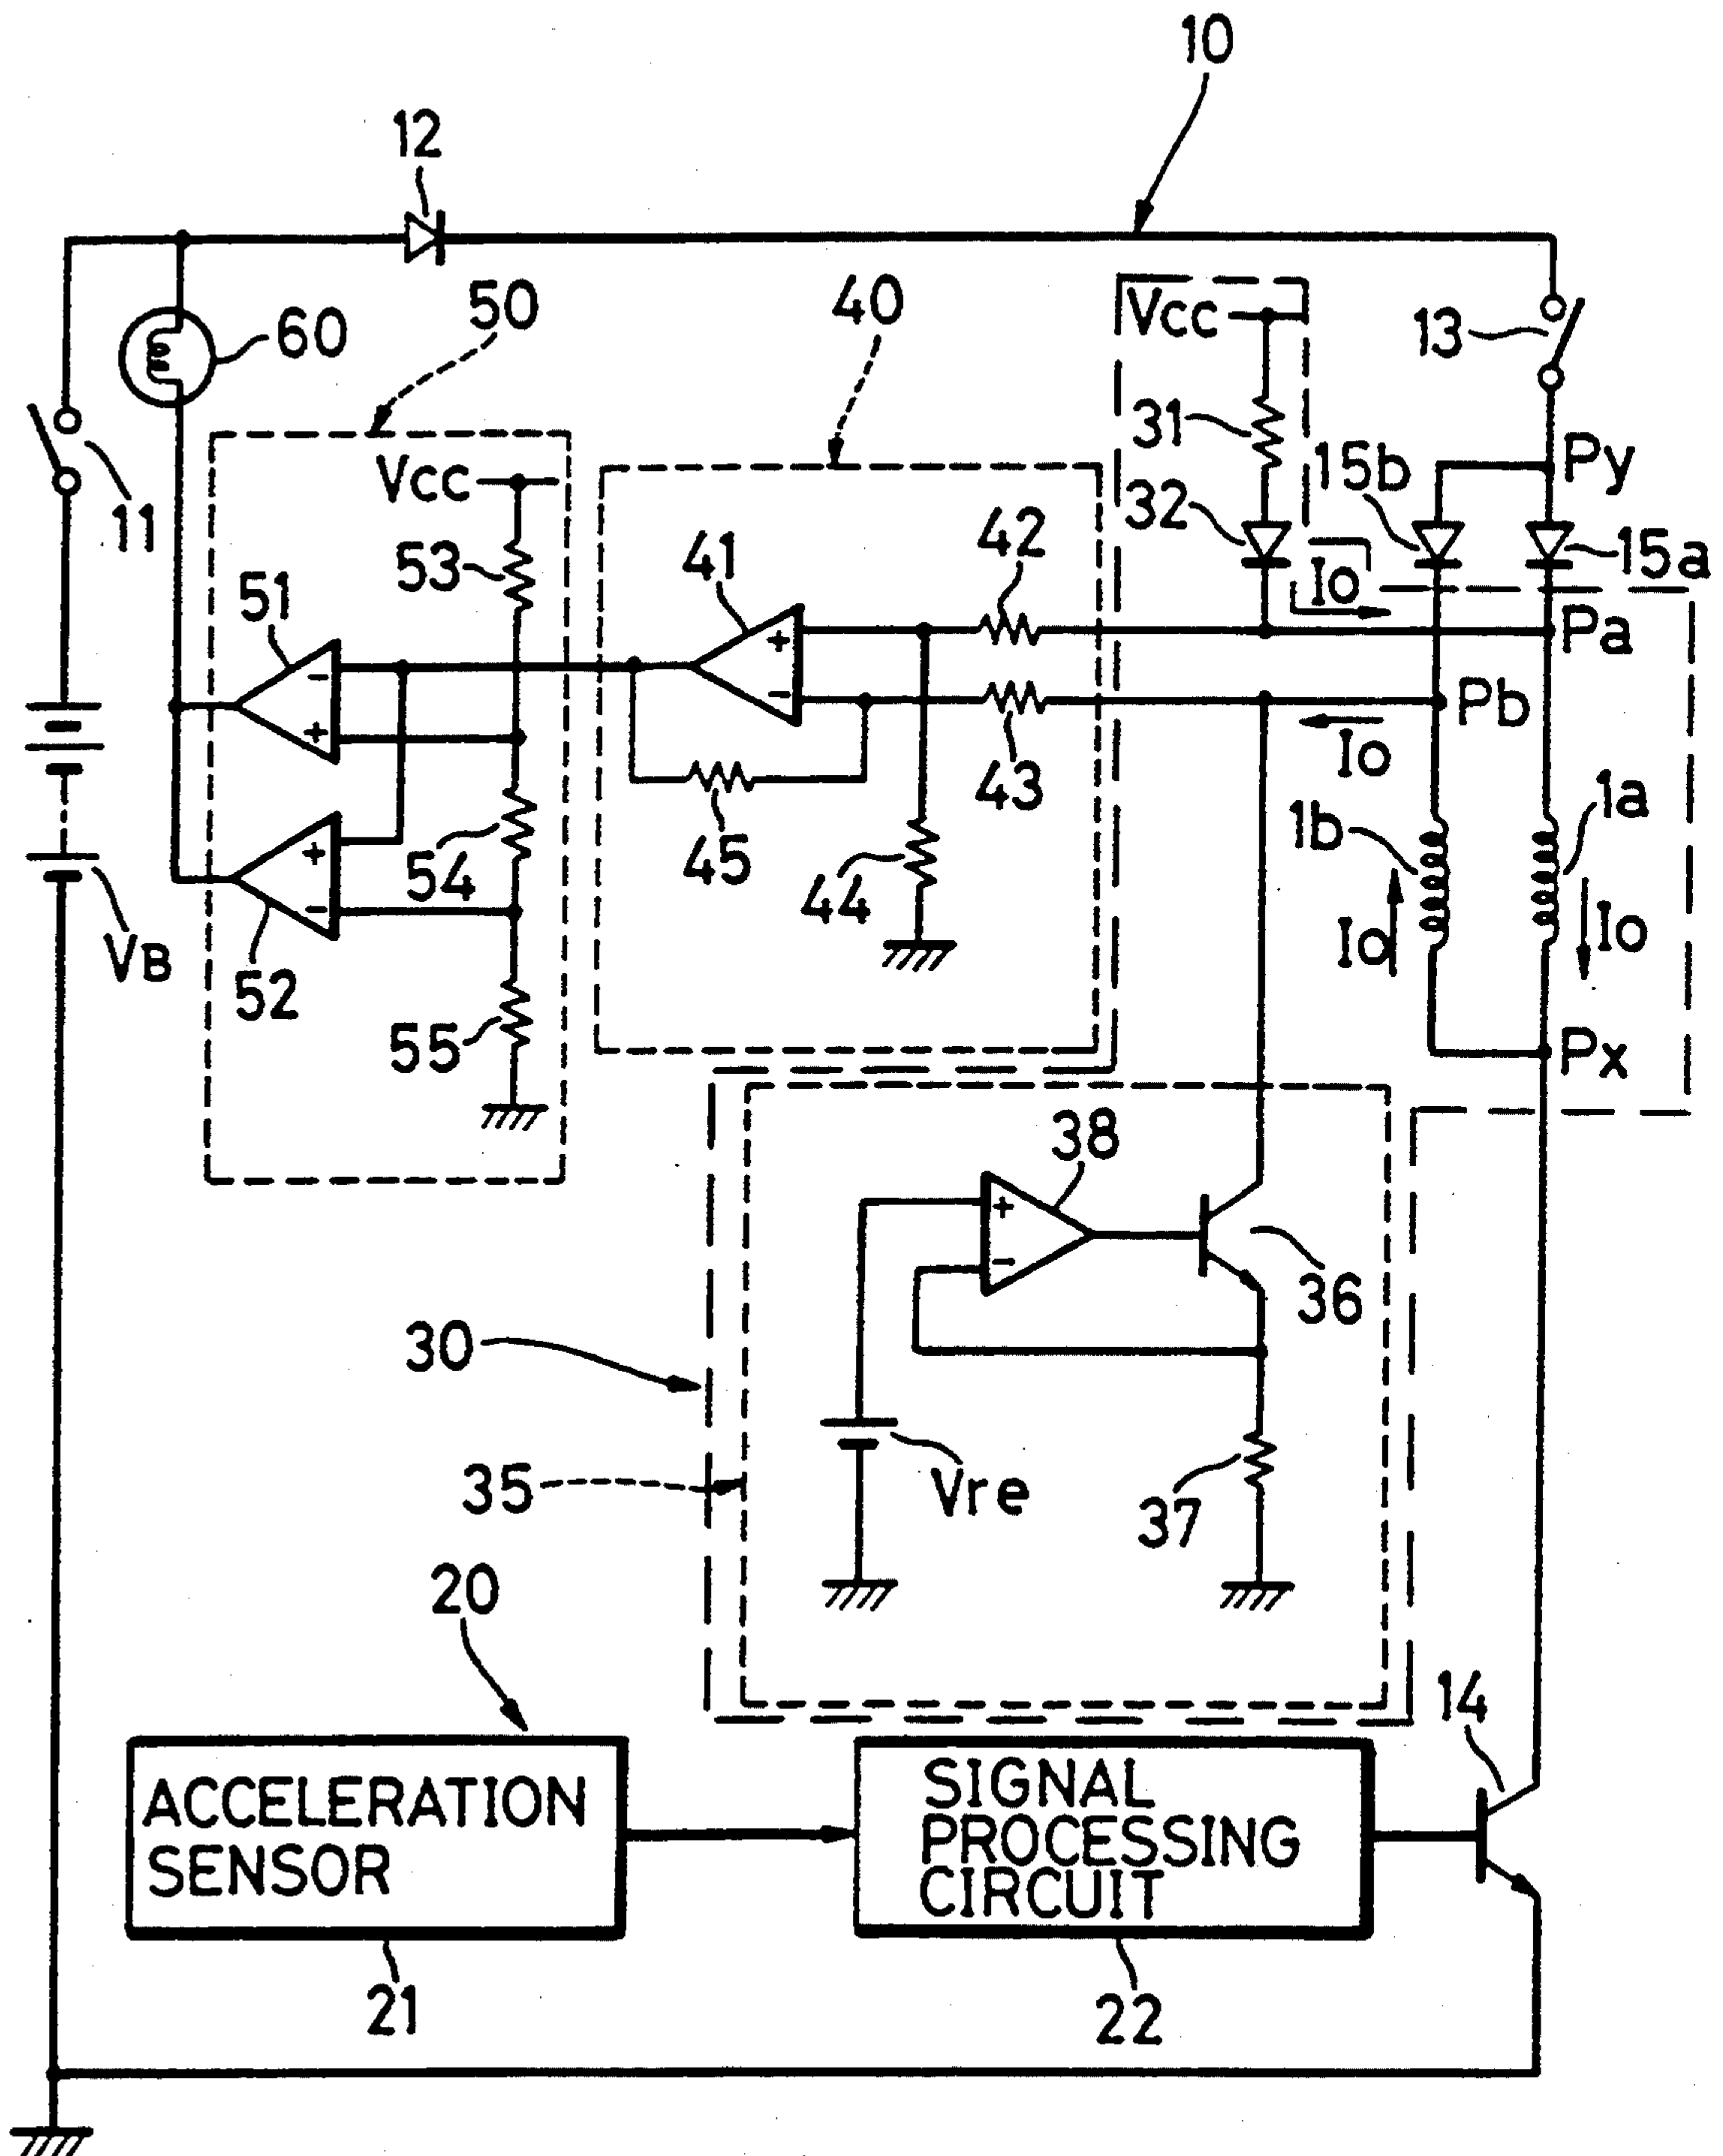 10
12
50
40
Vcc
13
60
31
Py
15b
Vcc
32
11
42
53
41
15a
51
Io
+
Pa
-
-
Pb
+
Io
43
1a
1b
54
45
+
44
-
Io
Io
VB
52
55
Px
38
+
-
36
30
35
Vre
37
20
14
ACCELERATION
SENSOR
SIGNAL
PROCESSING
CIRCUIT
21
22